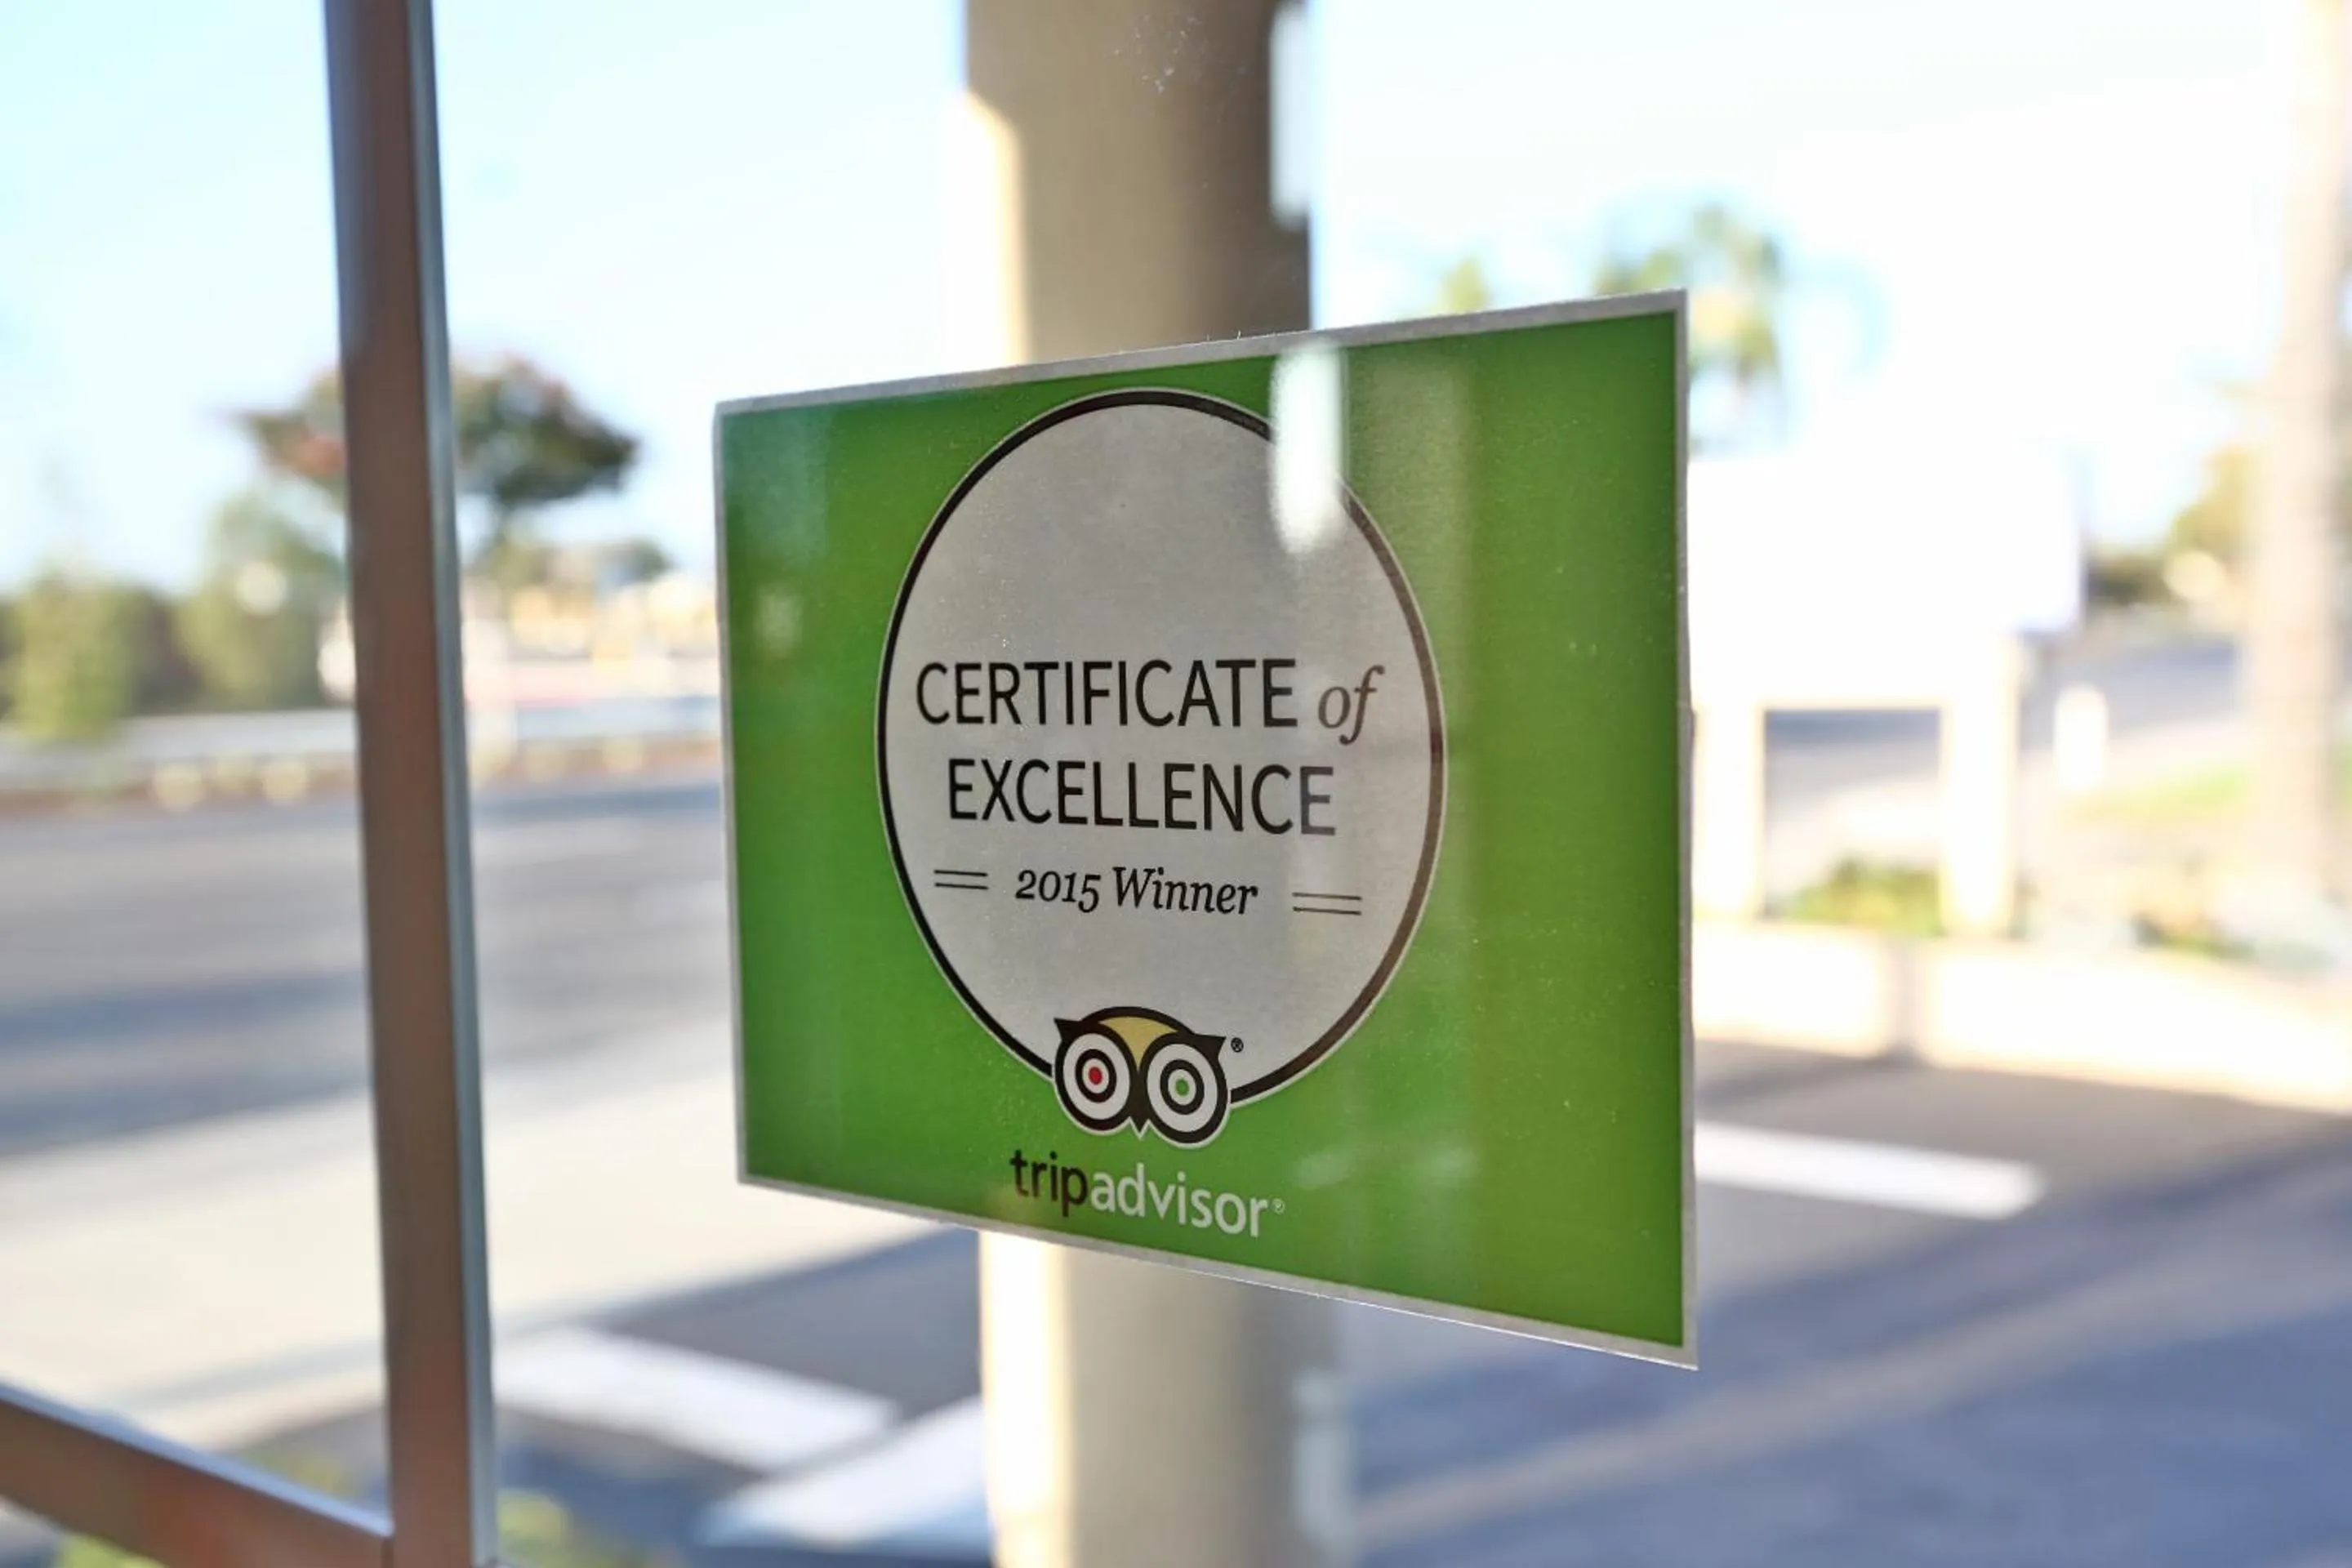 CERTIFICATE of
EXCELLENCE
2015 Winner
®
tripadvisor®